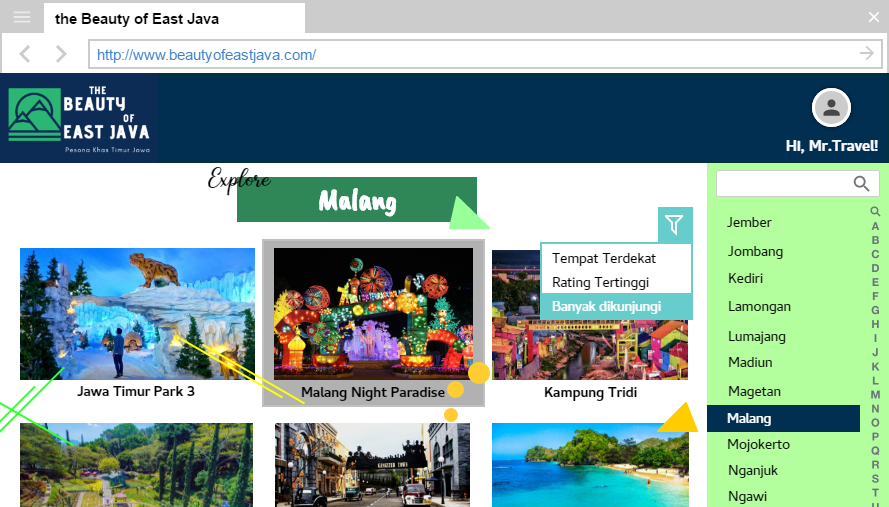 the Beauty of East Java
http://www.beautyofeastjava.com/
THE
BEAUTY
OF
EAST JAVA
Pesona Khas Timur Jawa
HI, Mr.Travel!
Explore
Malang
Tempat Terdekat
Rating Tertinggi
Banyak dikunjungi
Jawa Timur Park 3
Malang Night Paradise
Kampung Tridi
GANGSTER TOWN
Jember
Jombang
Kediri
Lamongan
Lumajang
Madiun
Magetan
Malang
Mojokerto
Nganjuk
Ngawi
A
B
C
D
E
F
G
H
I
J
K
L
M
N
O
P
Q
R
S
T
U